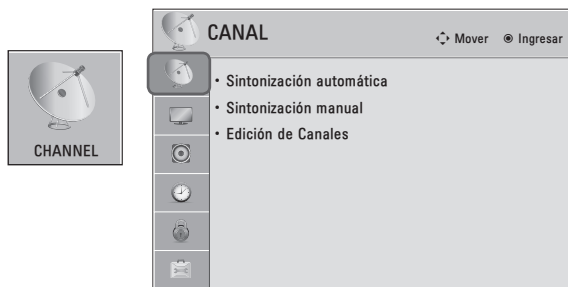 CHANNEL
CANAL
Mover
Ingresar
• Sintonización automática
• Sintonización manual
• Edición de Canales